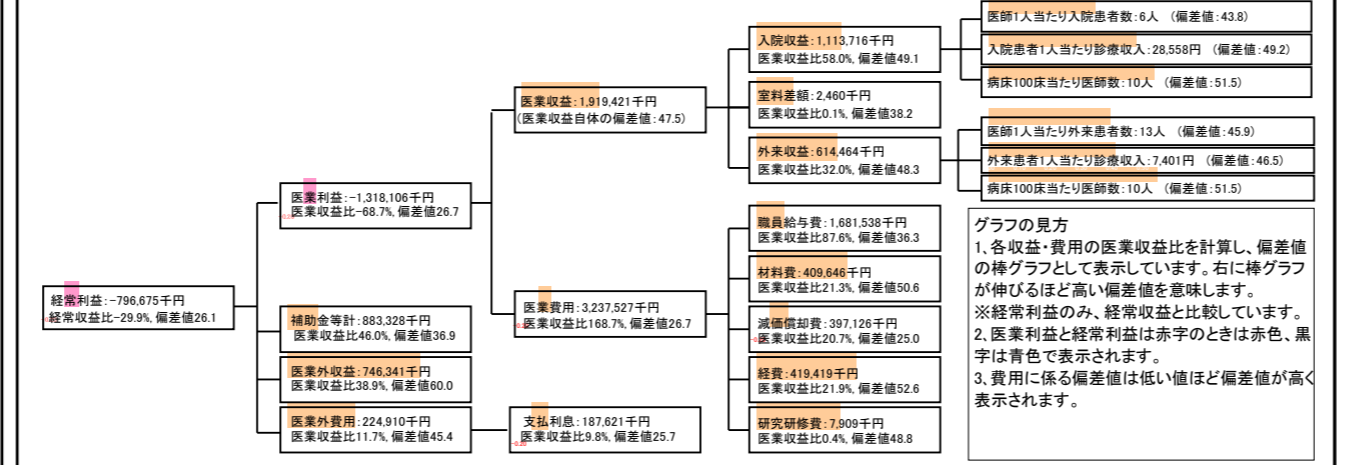 経常利益:-796,675千円
経常収益比-29.9%, 偏差値26.1
医業利益:-1,318,106千円
医業収益比-68.7%, 偏差値26.7
補助金等計:883,328千円
医業収益比46.0%, 偏差値36.9
医業外収益:746,341千円
医業収益比38.9%, 偏差値60.0
医業外費用:224,910千円
医業収益比11.7%, 偏差値45.4
医業収益:1,919,421千円
(医業収益自体の偏差値:47.5)
医業費用:3,237,527千円
医業収益比168.7%, 偏差値26.7
支払利息:187,621千円
医業収益比9.8%, 偏差値25.7
入院収益:1,113,716千円
医業収益比58.0%, 偏差値49.1
室料差額:2,460千円
医業収益比0.1%, 偏差値38.2
外来収益:614,464千円
医業収益比32.0%, 偏差値48.3
職員給与費:1,681,538千円
医業収益比87.6%, 偏差値36.3
材料費:409,646千円
医業収益比21.3%, 偏差値50.6
減価償却費:397,126千円
医業収益比20.7%, 偏差値25.0
経費:419,419千円
医業収益比21.9%, 偏差値52.6
研究研修費:7,909千円
医業収益比0.4%, 偏差値48.8
医師1人当たり入院患者数:6人 (偏差値:43.8)
入院患者1人当たり診療収入:28,558円 (偏差値:49.2)
病床100床当たり医師数:10人 (偏差値:51.5)
医師1人当たり外来患者数:13人 (偏差値:45.9)
外来患者1人当たり診療収入:7,401円 (偏差値:46.5)
病床100床当たり医師数:10人 (偏差値:51.5)
グラフの見方
1、各収益・費用の医業収益比を計算し、偏差値
の棒グラフとして表示しています。右に棒グラフ
が伸びるほど高い偏差値を意味します。
※経常利益のみ、経常収益と比較しています。
2、医業利益と経常利益は赤字のときは赤色、黒
字は青色で表示されます。
3、費用に係る偏差値は低い値ほど偏差値が高く
表示されます。